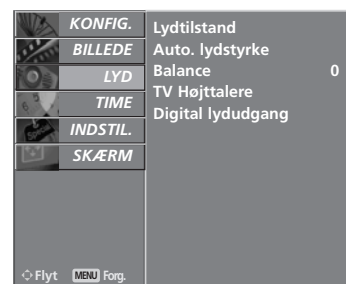 KONFIG.
BILLEDE
LYD
TIME
INDSTIL.
SKÆRM
Lydtilstand
Auto. lydstyrke
Balance 0
TV Højttalere
Digital lydudgang
Flyt MENU Forg.